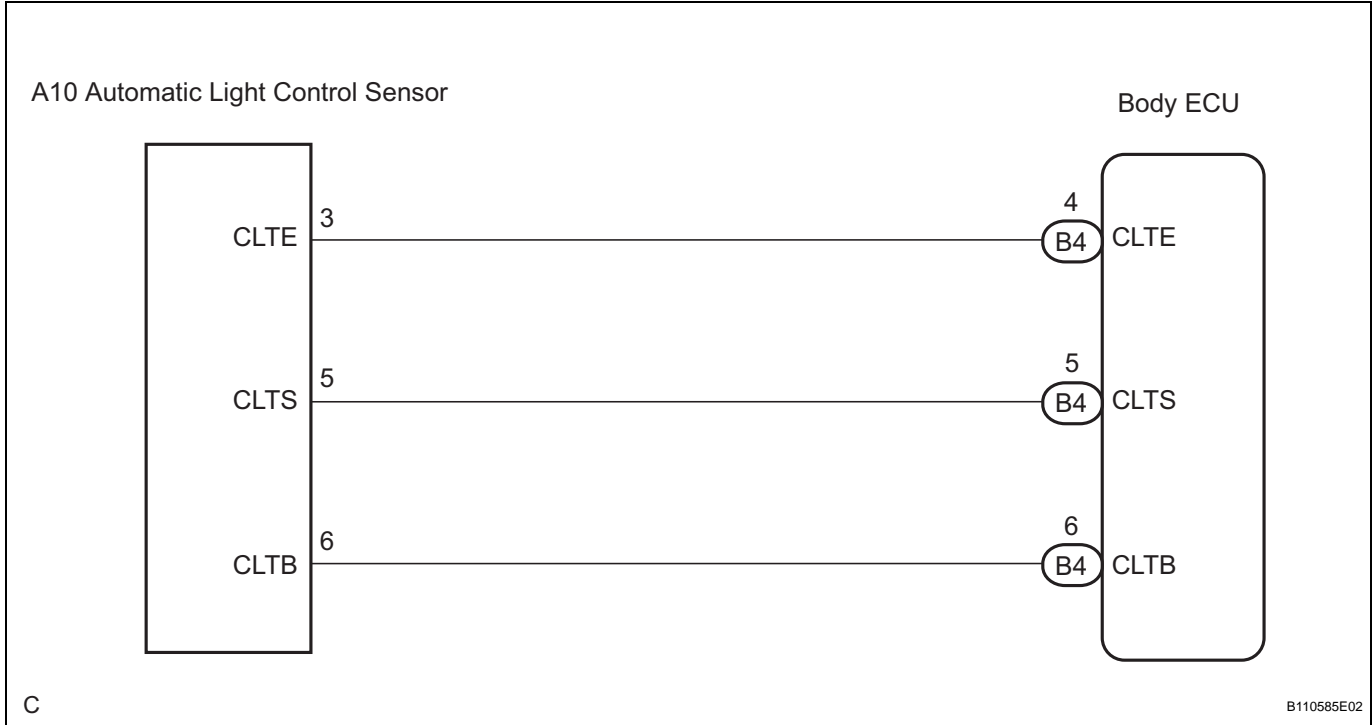 A10 Automatic Light Control Sensor
Body ECU
3
4
CLTE
B4
CLTE
5
5
CLTS
B4
CLTS
6
6
CLTB
B4
CLTB
C
B110585E02